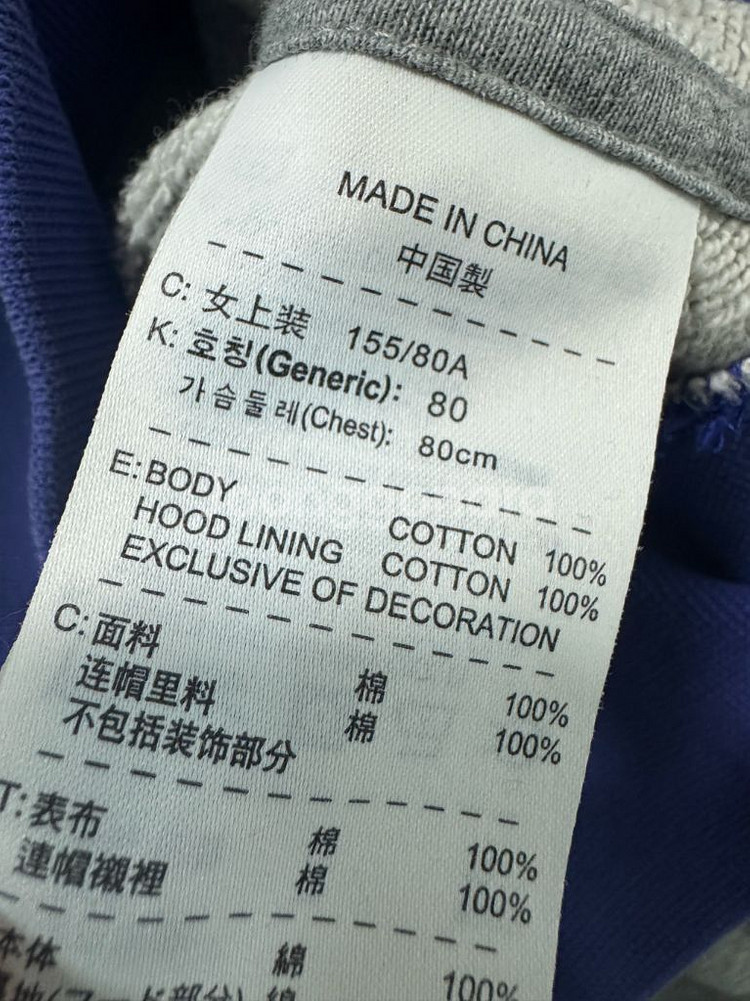 MADE IN CHINA
中国製
C: 女上装 155/80A
K: 호칭(Generic): 80
가슴둘레(Chest): 80cm
E: BODY COTTON 100%
HOOD LINING COTTON 100%
EXCLUSIVE OF DECORATION
C: 面料 棉 100%
连帽里料 棉 100%
不包括装饰部分
T: 表布 棉 100%
連帽襯裡 棉 100%
本体 綿 100%